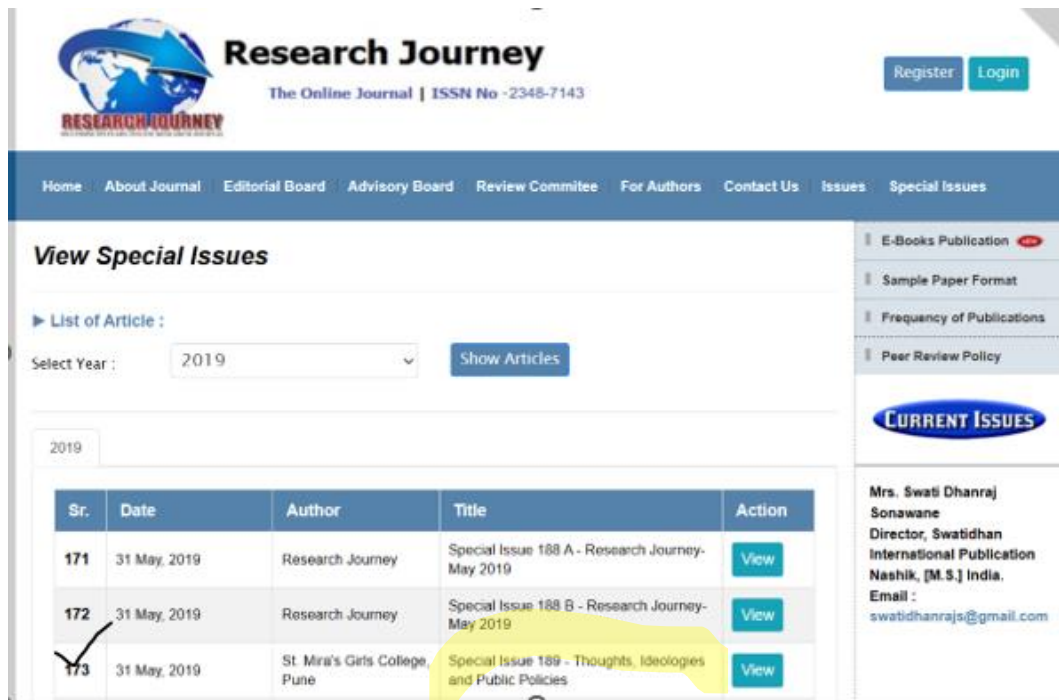 Research Journey
The Online Journal | ISSN No -2348-7143
Register Login
RESEARCH JOURNEY
Home About Journal Editorial Board Advisory Board Review Commitee For Authors Contact Us Issues Special Issues
View Special Issues
List of Article :
Select Year : 2019 Show Articles
2019
Sr. Date Author Title Action
171 31 May, 2019 Research Journey Special Issue 188 A - Research Journey-
May 2019 View
172 31 May, 2019 Research Journey Special Issue 188 B - Research Journey-
May 2019 View
173 31 May, 2019 St. Mira's Girls College,
Pune Special Issue 189 - Thoughts, Ideologies
and Public Policies View
E-Books Publication
Sample Paper Format
Frequency of Publications
Peer Review Policy
CURRENT ISSUES
Mrs. Swati Dhanraj
Sonawane
Director, Swatidhan
International Publication
Nashik, [M.S.] India.
Email :
swatidhanrajs@gmail.com